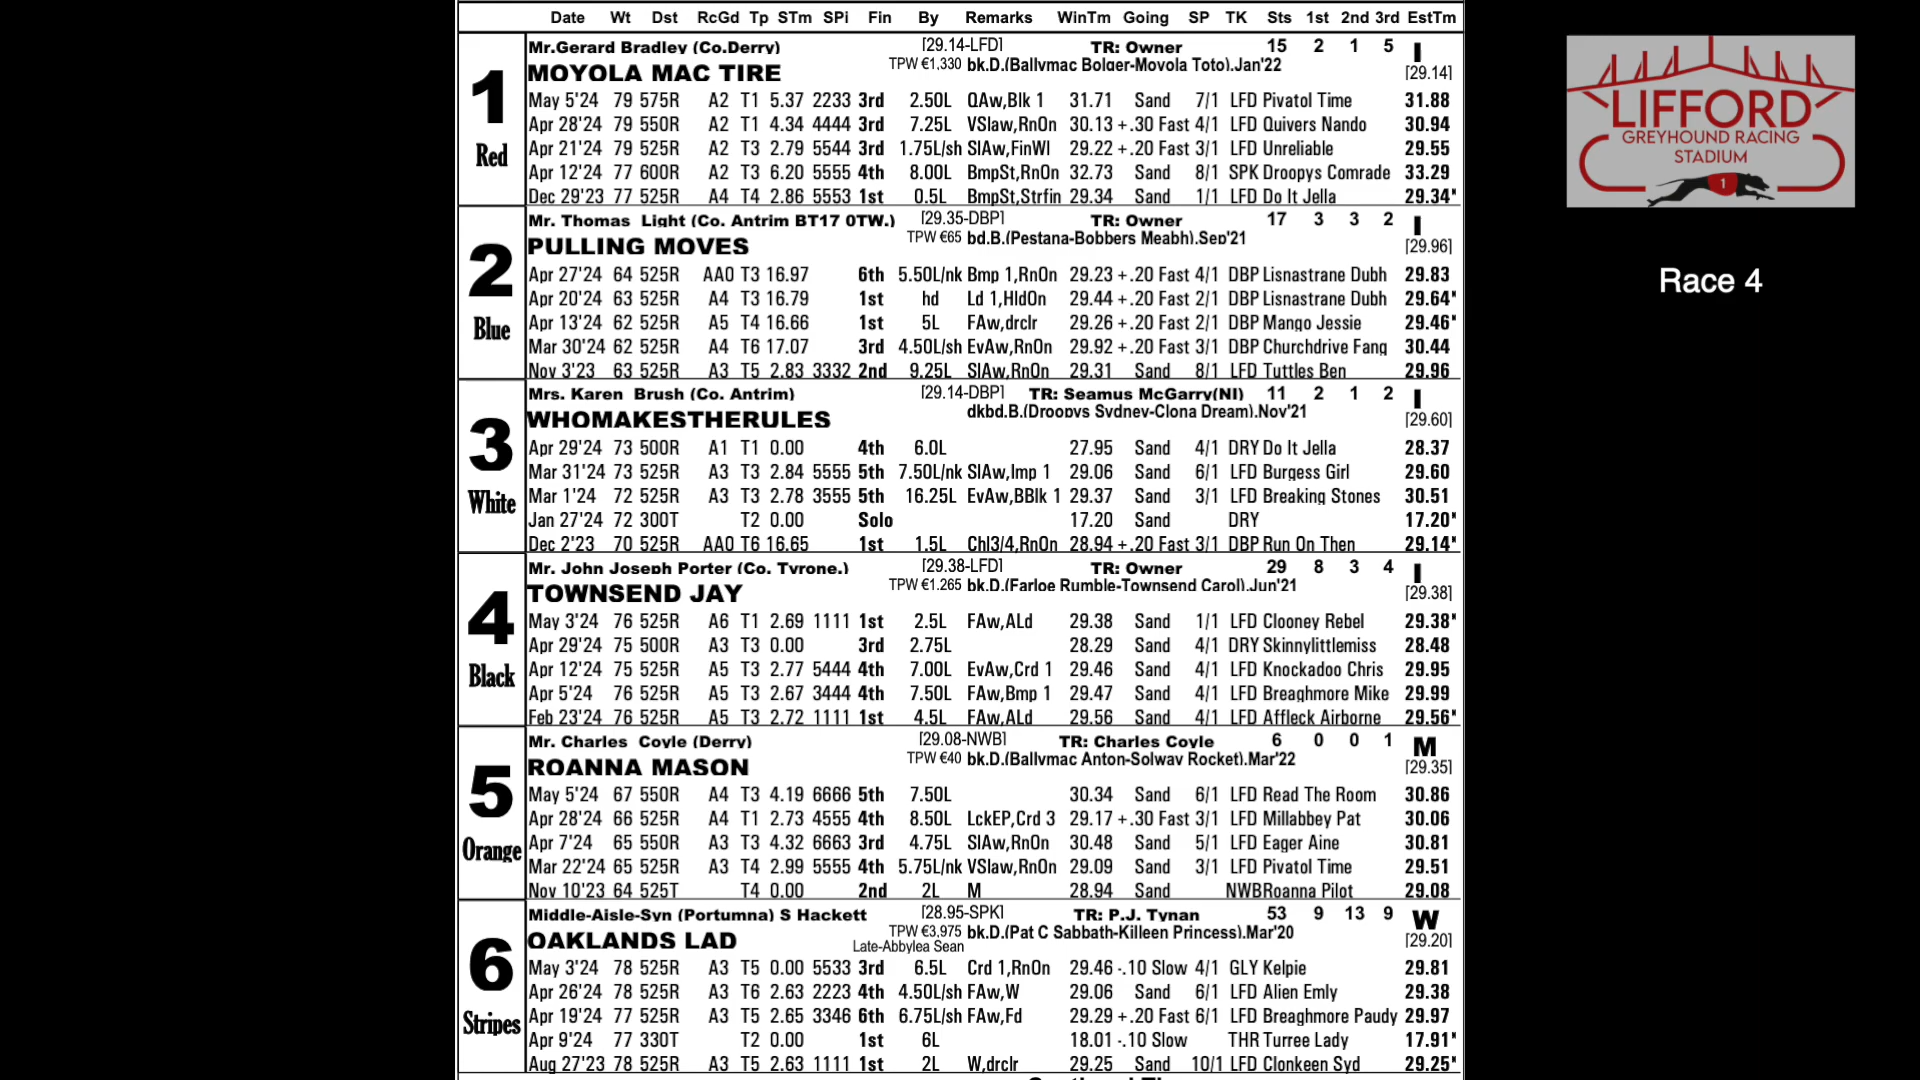 Date Wt Dst RcGd Tp STm SPi Fin By Remarks WinTm Going SP TK Sts 1st 2nd 3rd EstTm
1
Red
Mr.Gerard Bradley (Co.Derry) [29.14-LFD] TR: Owner 15 2 1 5 I
TPW €1,330 bk.D.(Ballymac Bolger-Moyola Toto).Jan'22
MOYOLA MAC TIRE [29.14]
May 5'24 79 575R A2 T1 5.37 2233 3rd 2.50L QAw,Blk 1 31.71 Sand 7/1 LFD Pivatol Time 31.88
Apr 28'24 79 550R A2 T1 4.34 4444 3rd 7.25L VSlaw,RnOn 30.13 +.30 Fast 4/1 LFD Quivers Nando 30.94
Apr 21'24 79 525R A2 T3 2.79 5544 3rd 1.75L/sh SlAw,FinWl 29.22 +.20 Fast 3/1 LFD Unreliable 29.55
Apr 12'24 77 600R A2 T3 6.20 5555 4th 8.00L BmpSt,RnOn 32.73 Sand 8/1 SPK Droopys Comrade 33.29
Dec 29'23 77 525R A4 T4 2.86 5553 1st 0.5L BmpSt,Strfin 29.34 Sand 1/1 LFD Do It Jella 29.34*
2
Blue
Mr. Thomas Light (Co. Antrim BT17 0TW.) [29.35-DBP] TR: Owner 17 3 3 2 I
TPW €65 bd.B.(Pestana-Bobbers Meabh).Sep'21
PULLING MOVES [29.96]
Apr 27'24 64 525R AA0 T3 16.97 6th 5.50L/nk Bmp 1,RnOn 29.23 +.20 Fast 4/1 DBP Lisnastrane Dubh 29.83
Apr 20'24 63 525R A4 T3 16.79 1st hd Ld 1,HldOn 29.44 +.20 Fast 2/1 DBP Lisnastrane Dubh 29.64*
Apr 13'24 62 525R A5 T4 16.66 1st 5L FAw,drclr 29.26 +.20 Fast 2/1 DBP Mango Jessie 29.46*
Mar 30'24 62 525R A4 T6 17.07 3rd 4.50L/sh EvAw,RnOn 29.92 +.20 Fast 3/1 DBP Churchdrive Fang 30.44
Nov 3'23 63 525R A3 T5 2.83 3332 2nd 9.25L SlAw,RnOn 29.31 Sand 8/1 LFD Tuttles Ben 29.96
3
White
Mrs. Karen Brush (Co. Antrim) [29.14-DBP] TR: Seamus McGarry(NI) 11 2 1 2 I
dkbd.B.(Droopys Sydney-Clona Dream).Nov'21
WHOMAKESTHERULES [29.60]
Apr 29'24 73 500R A1 T1 0.00 4th 6.0L 27.95 Sand 4/1 DRY Do It Jella 28.37
Mar 31'24 73 525R A3 T3 2.84 5555 5th 7.50L/nk SlAw,Imp 1 29.06 Sand 6/1 LFD Burgess Girl 29.60
Mar 1'24 72 525R A3 T3 2.78 3555 5th 16.25L EvAw,BBlk 1 29.37 Sand 3/1 LFD Breaking Stones 30.51
Jan 27'24 72 300T T2 0.00 Solo 17.20 Sand DRY 17.20*
Dec 2'23 70 525R AA0 T6 16.65 1st 1.5L Chl3/4,RnOn 28.94 +.20 Fast 3/1 DBP Run On Then 29.14*
4
Black
Mr. John Joseph Porter (Co. Tyrone.) [29.38-LFD] TR: Owner 29 8 3 4 I
TPW €1.265 bk.D.(Farloe Rumble-Townsend Carol).Jun'21
TOWNSEND JAY [29.38]
May 3'24 76 525R A6 T1 2.69 1111 1st 2.5L FAw,ALd 29.38 Sand 1/1 LFD Clooney Rebel 29.38*
Apr 29'24 75 500R A3 T3 0.00 3rd 2.75L 28.29 Sand 4/1 DRY Skinnylittlemiss 28.48
Apr 12'24 75 525R A5 T3 2.77 5444 4th 7.00L EvAw,Crd 1 29.46 Sand 4/1 LFD Knockadoo Chris 29.95
Apr 5'24 76 525R A5 T3 2.67 3444 4th 7.50L FAw,Bmp 1 29.47 Sand 4/1 LFD Breaghmore Mike 29.99
Feb 23'24 76 525R A5 T3 2.72 1111 1st 4.5L FAw,ALd 29.56 Sand 4/1 LFD Affleck Airborne 29.56*
5
Orange
Mr. Charles Coyle (Derry) [29.08-NWB] TR: Charles Coyle 6 0 0 1 M
TPW €40 bk.D.(Ballymac Anton-Solway Rocket).Mar'22
ROANNA MASON [29.35]
May 5'24 67 550R A4 T3 4.19 6666 5th 7.50L 30.34 Sand 6/1 LFD Read The Room 30.86
Apr 28'24 66 525R A4 T1 2.73 4555 4th 8.50L LckEP,Crd 3 29.17 +.30 Fast 3/1 LFD Millabbey Pat 30.06
Apr 7'24 65 550R A3 T3 4.32 6663 3rd 4.75L SlAw,RnOn 30.48 Sand 5/1 LFD Eager Aine 30.81
Mar 22'24 65 525R A3 T4 2.99 5555 4th 5.75L/nk VSlaw,RnOn 29.09 Sand 3/1 LFD Pivatol Time 29.51
Nov 10'23 64 525T T4 0.00 2nd 2L M 28.94 Sand NWB Roanna Pilot 29.08
6
Stripes
Middle-Aisle-Syn (Portumna) S Hackett [28.95-SPK] TR: P.J. Tynan 53 9 13 9 W
TPW €3,975 bk.D.(Pat C Sabbath-Killeen Princess).Mar'20
OAKLANDS LAD Late-Abbylea Sean [29.20]
May 3'24 78 525R A3 T5 0.00 5533 3rd 6.5L Crd 1,RnOn 29.46 -.10 Slow 4/1 GLY Kelpie 29.81
Apr 26'24 78 525R A3 T6 2.63 2223 4th 4.50L/sh FAw,W 29.06 Sand 6/1 LFD Alien Emly 29.38
Apr 19'24 77 525R A3 T5 2.65 3346 6th 6.75L/sh FAw,Fd 29.29 +.20 Fast 6/1 LFD Breaghmore Paudy 29.97
Apr 9'24 77 330T T2 0.00 1st 6L 18.01 -.10 Slow THR Turree Lady 17.91*
Aug 27'23 78 525R A3 T5 2.63 1111 1st 2L W,drclr 29.25 Sand 10/1 LFD Clonkeen Syd 29.25*
LIFFORD
GREYHOUND RACING
STADIUM
1
Race 4